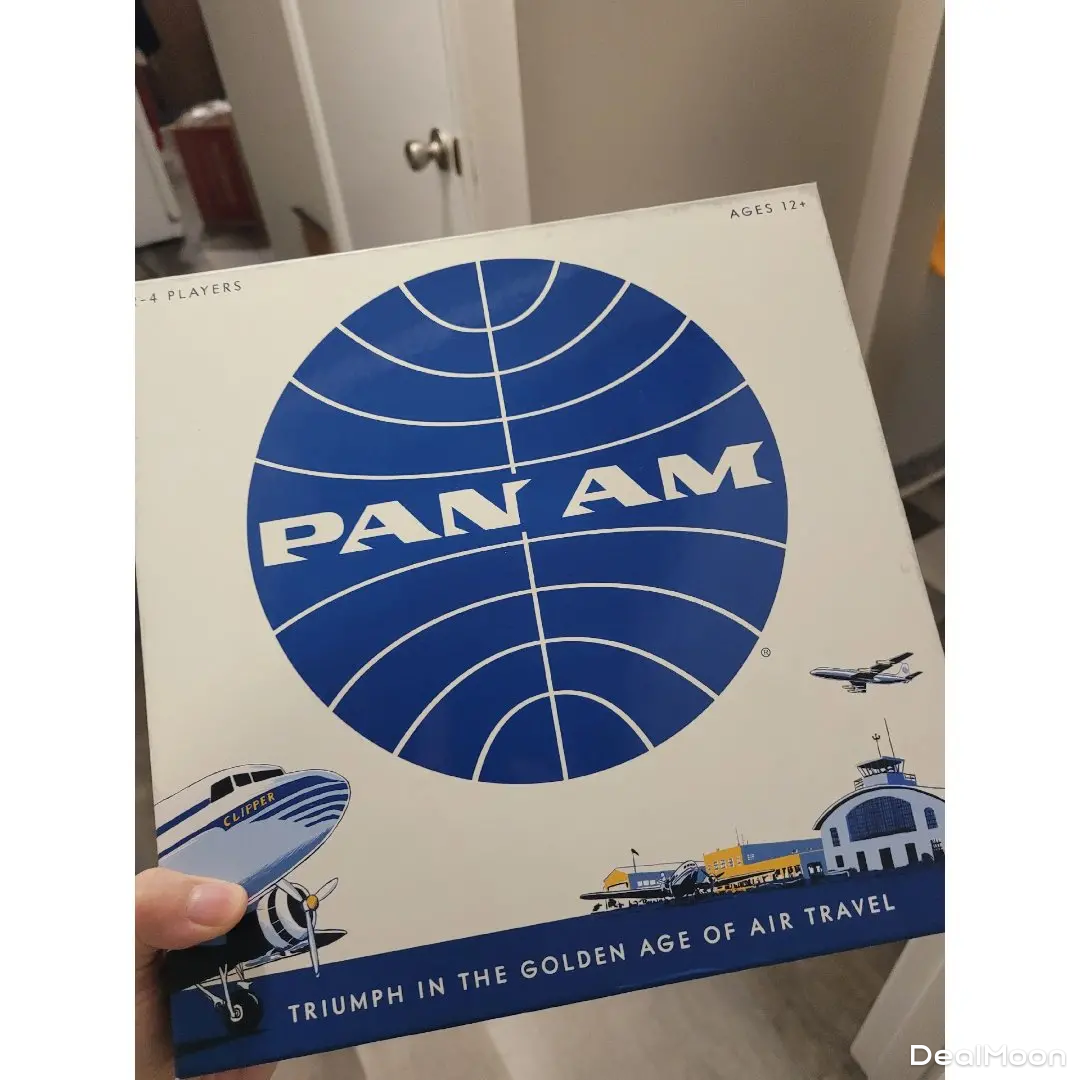 AGES 12+
-4 PLAYERS
PAN AM
®
CLIPPER
TRIUMPH IN THE GOLDEN AGE OF AIR TRAVEL
DealMoon